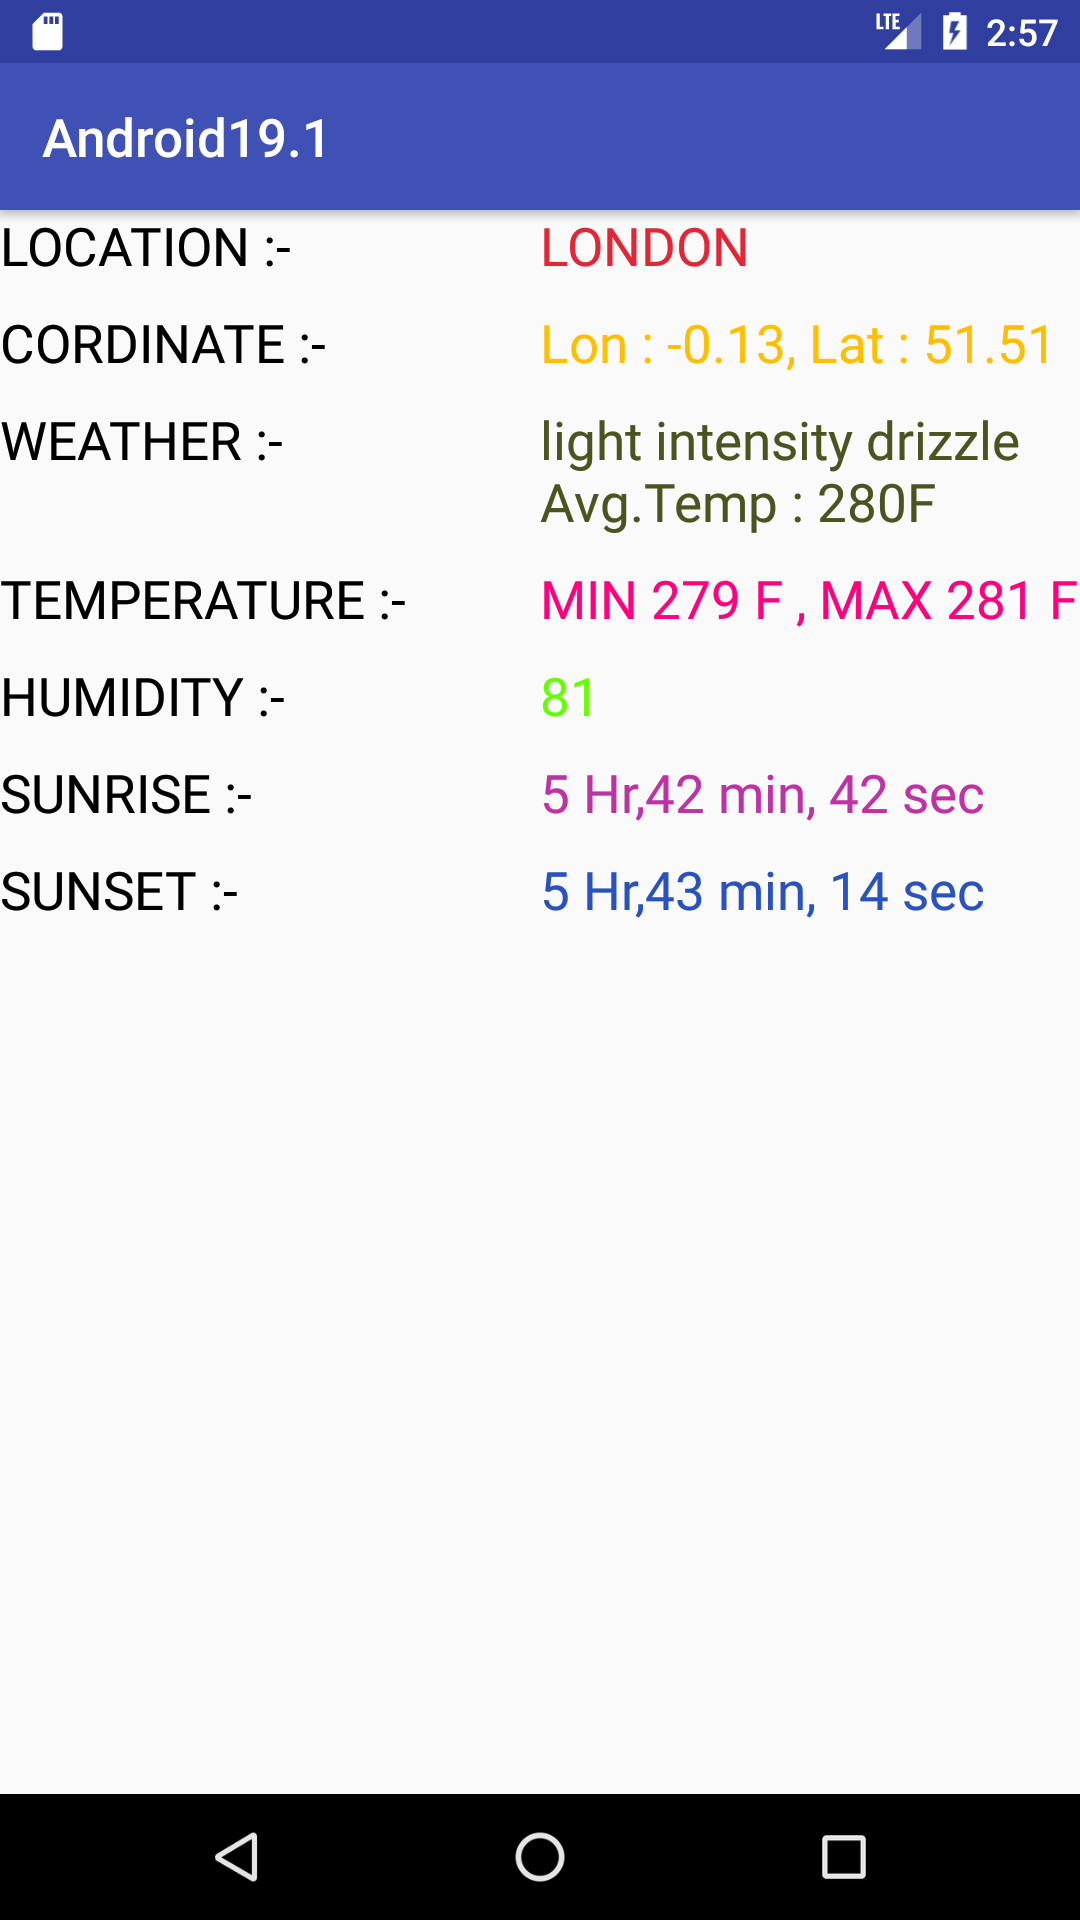 LTE 2:57
Android19.1
LOCATION :- LONDON
CORDINATE :- Lon : -0.13, Lat : 51.51
WEATHER :- light intensity drizzle
Avg.Temp : 280F
TEMPERATURE :- MIN 279 F , MAX 281 F
HUMIDITY :- 81
SUNRISE :- 5 Hr,42 min, 42 sec
SUNSET :- 5 Hr,43 min, 14 sec